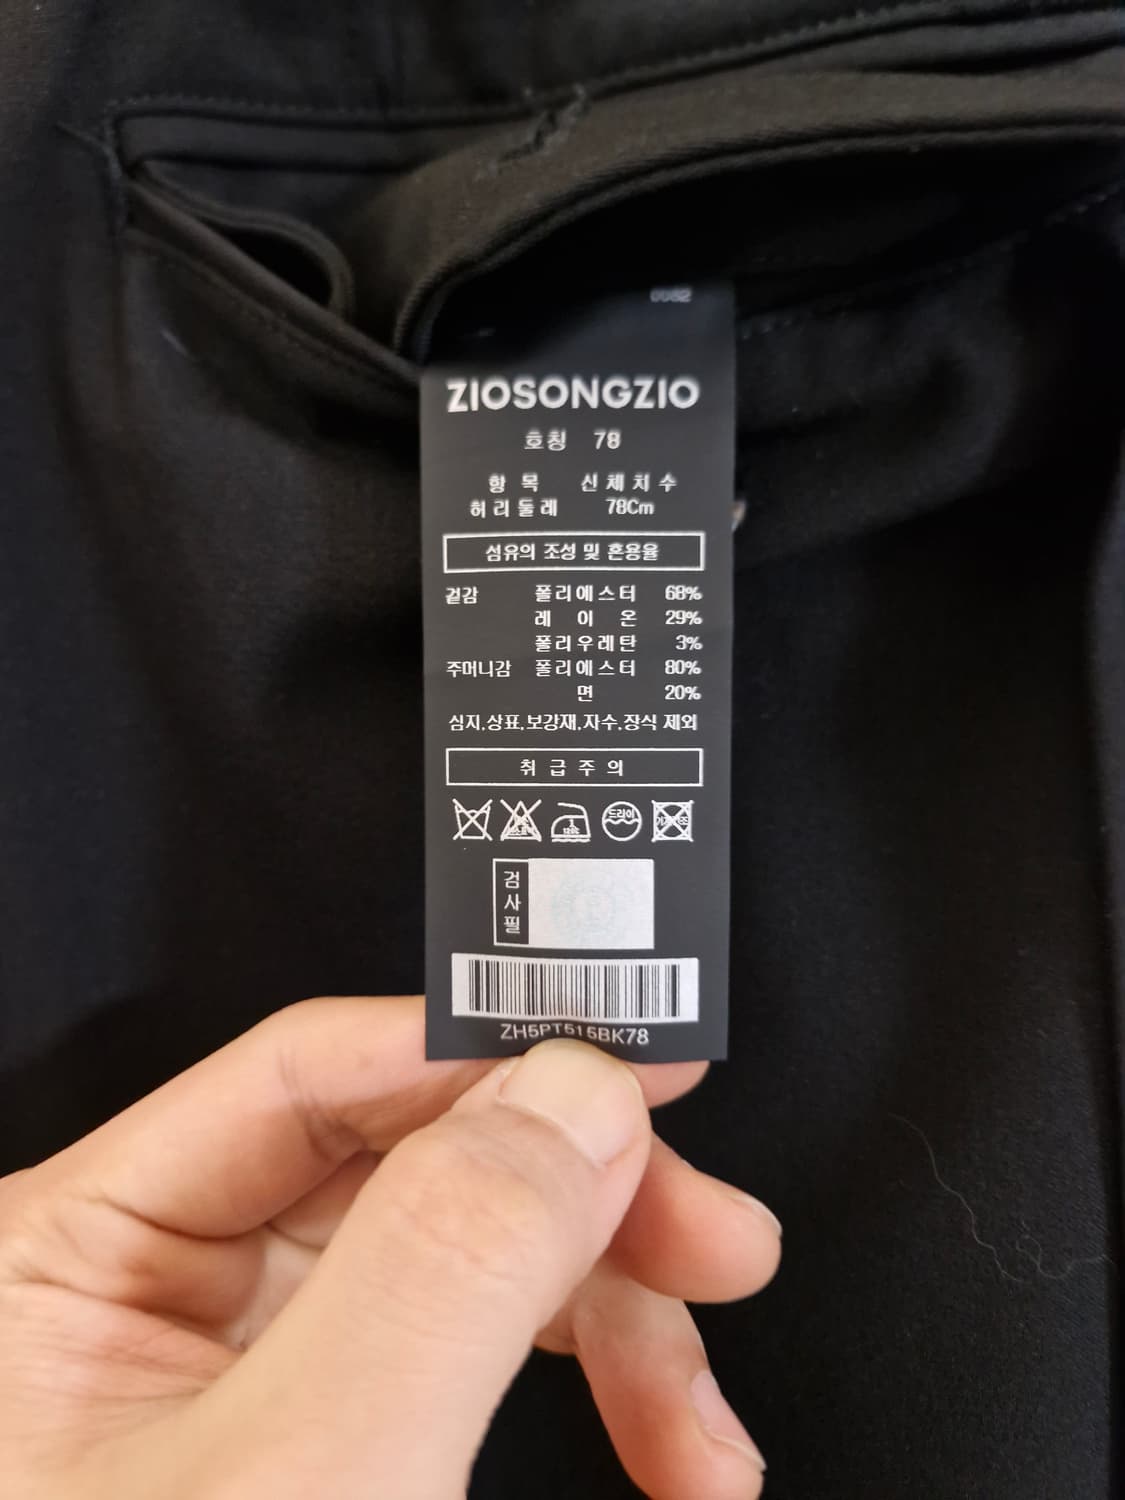 ZIOSONGZIO
호칭 78
항목 신체치수
허리둘레 78Cm
섬유의 조성 및 혼용율
겉감 폴리에스터 68%
레이온 29%
폴리우레탄 3%
주머니감 폴리에스터 80%
면 20%
심지,상표,보강재,자수,장식 제외
취급주의
드라이
검사필
ZH5PT515BK78